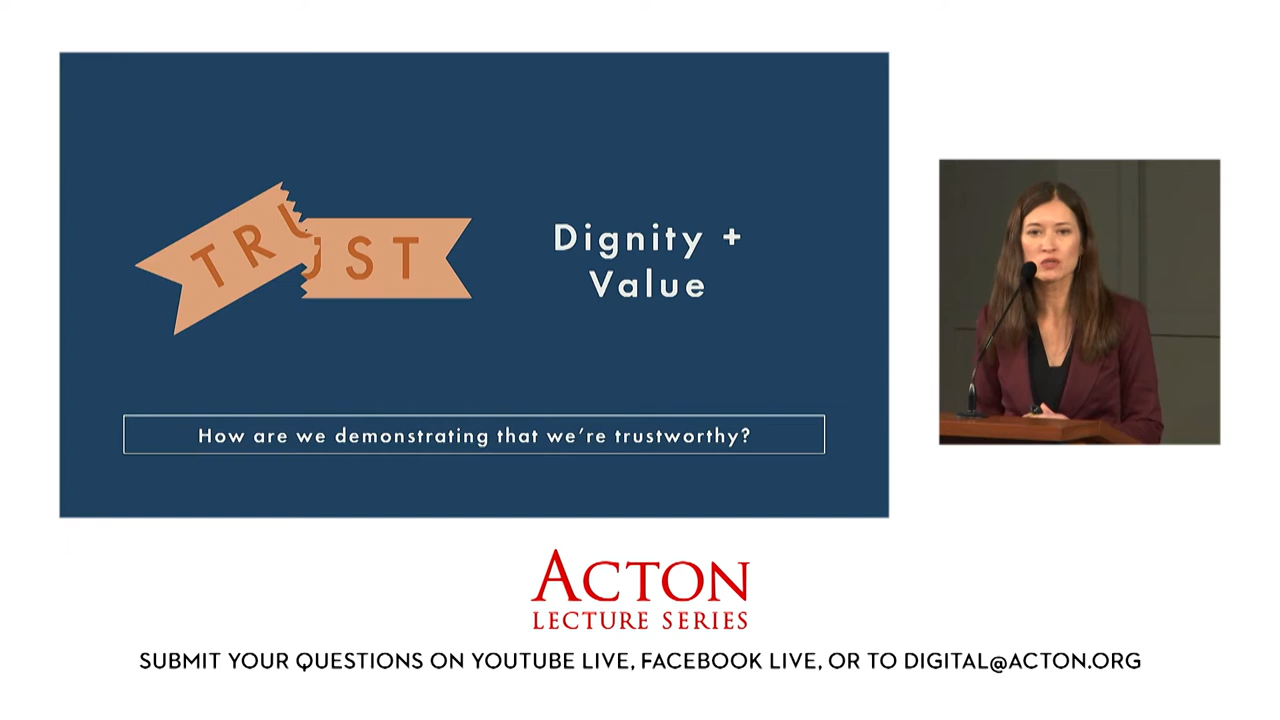 TRUST
Dignity +
Value
How are we demonstrating that we're trustworthy?
ACTON
LECTURE SERIES
SUBMIT YOUR QUESTIONS ON YOUTUBE LIVE, FACEBOOK LIVE, OR TO DIGITAL@ACTON.ORG